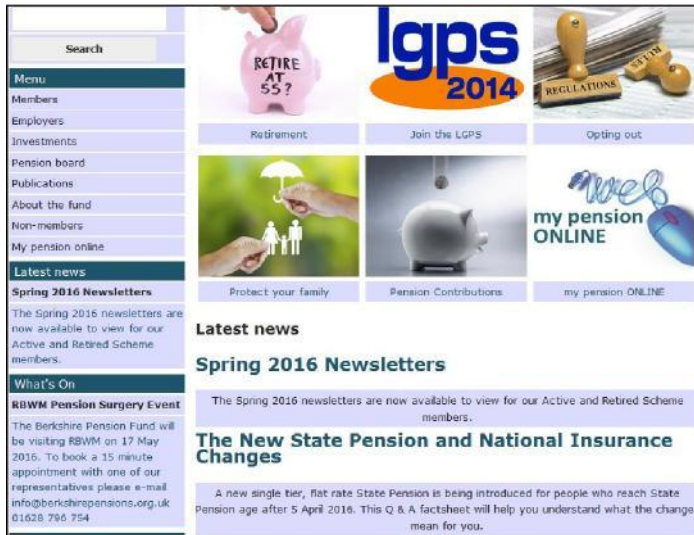 Search
Menu
Members
Employers
Investments
Pension board
Publications
About the fund
Non-members
My pension online
Latest news
Spring 2016 Newsletters
The Spring 2016 newsletters are
now available to view for our
Active and Retired Scheme
members.
What's On
RBWM Pension Surgery Event
The Berkshire Pension Fund will
be visiting RBWM on 17 May
2016. To book a 15 minute
appointment with one of our
representatives please e-mail
info@berkshirepensions.org.uk
01628 796 754
RETIRE
AT
55?
Retirement
lgps
2014
Join the LGPS
REGULATIONS
RULES
Opting out
Protect your family
Pension Contributions
web
my pension
ONLINE
my pension ONLINE
Latest news
Spring 2016 Newsletters
The Spring 2016 newsletters are now available to view for our Active and Retired Scheme
members.
The New State Pension and National Insurance
Changes
A new single tier, flat rate State Pension is being introduced for people who reach State
Pension age after 5 April 2016. This Q & A factsheet will help you understand what the change
mean for you.